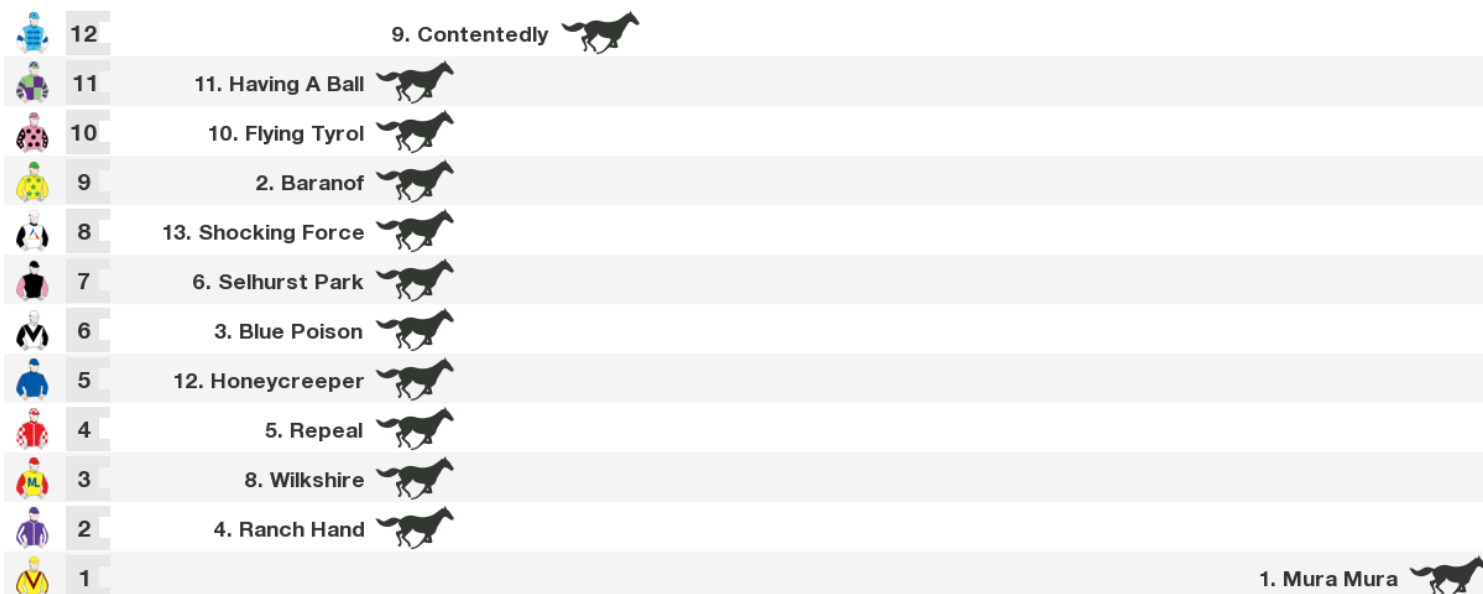 12 9. Contentedly
11 11. Having A Ball
10 10. Flying Tyrol
9 2. Baranof
8 13. Shocking Force
7 6. Selhurst Park
6 3. Blue Poison
5 12. Honeycreeper
4 5. Repeal
ML 3 8. Wilkshire
2 4. Ranch Hand
1 1. Mura Mura